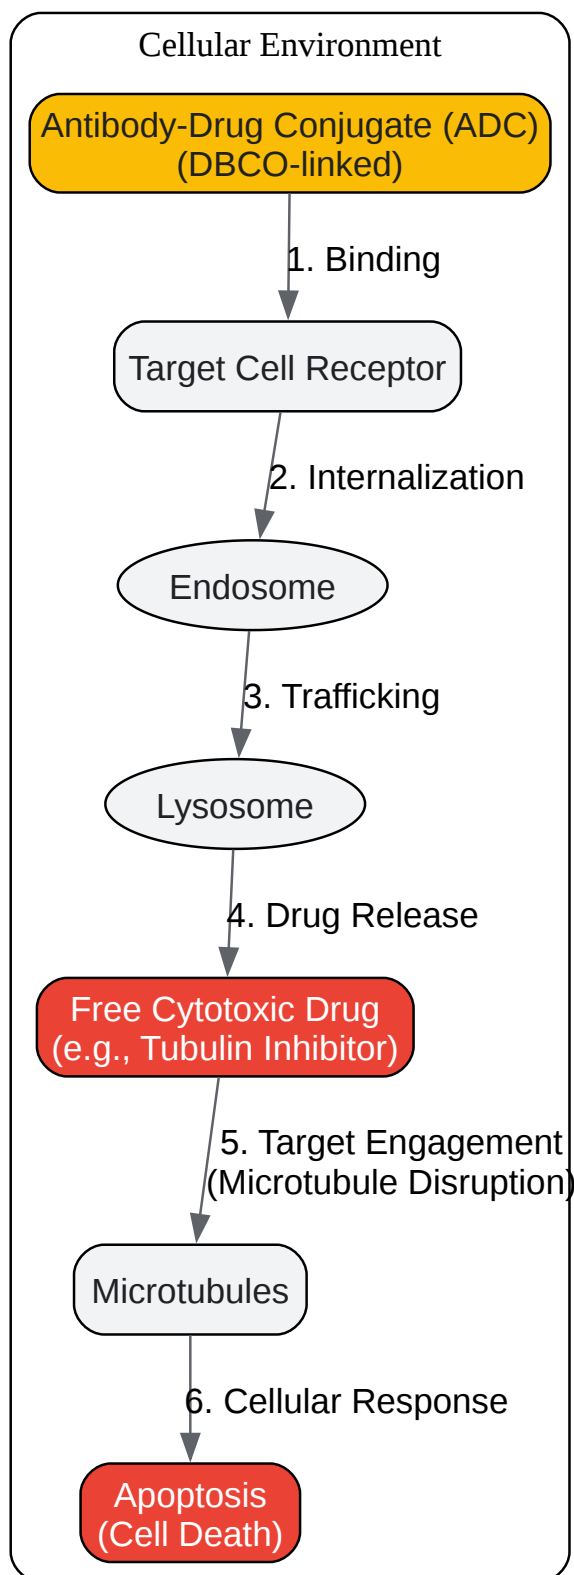 Cellular Environment
Antibody-Drug Conjugate (ADC)
(DBCO-linked)
1. Binding
Target Cell Receptor
2. Internalization
Endosome
3. Trafficking
Lysosome
4. Drug Release
Free Cytotoxic Drug
(e.g., Tubulin Inhibitor)
5. Target Engagement
(Microtubule Disruption)
Microtubules
6. Cellular Response
Apoptosis
(Cell Death)